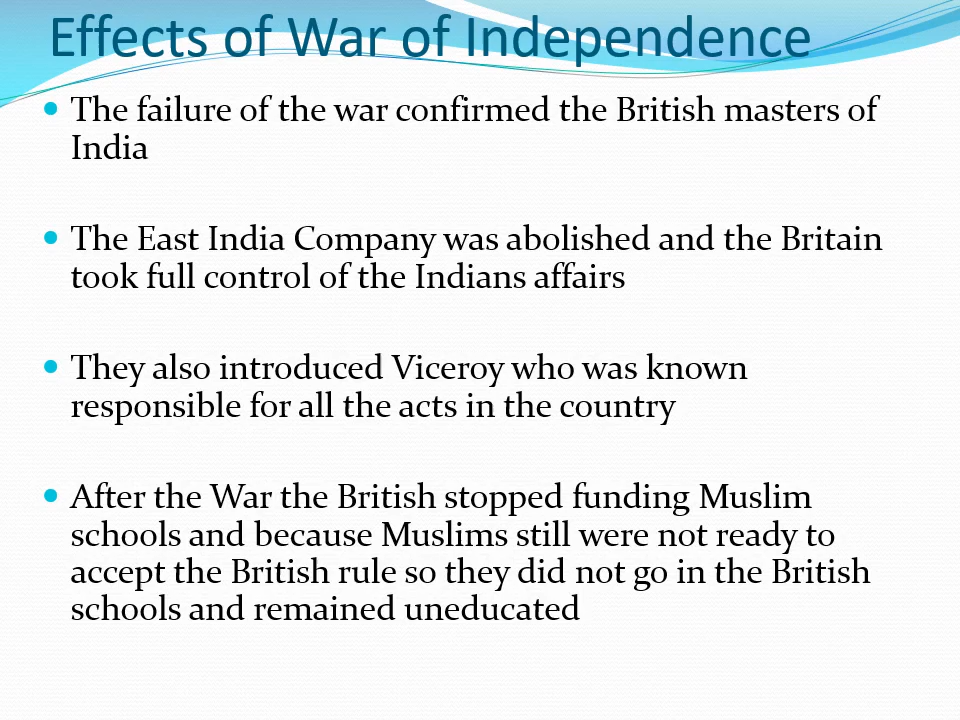 Effects of War of Independence
• The failure of the war confirmed the British masters of
India
• The East India Company was abolished and the Britain
took full control of the Indians affairs
• They also introduced Viceroy who was known
responsible for all the acts in the country
• After the War the British stopped funding Muslim
schools and because Muslims still were not ready to
accept the British rule so they did not go in the British
schools and remained uneducated